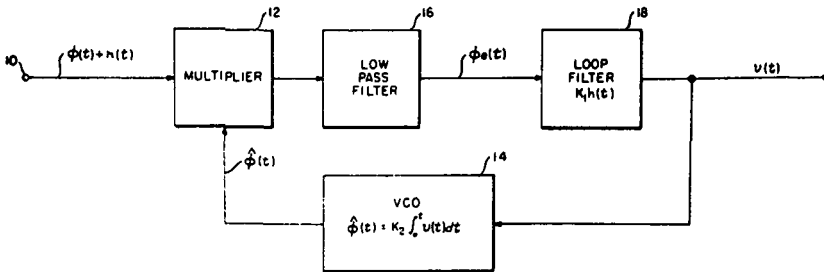 12
16
18
10
ϕ(t)+n(t)
MULTIPLIER
LOW
PASS
FILTER
ϕe(t)
LOOP
FILTER
K₁h(t)
υ(t)
ϕ̂(t)
14
VCO
ϕ̂(t) = K₂ ∫₀ᵗ υ(t)dt